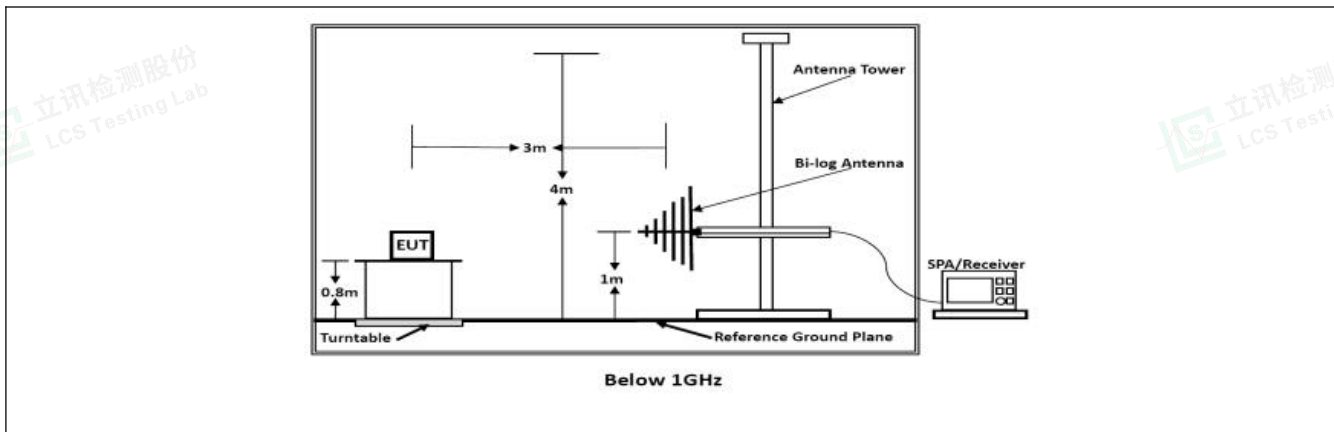 立讯检测股份
LCS Testing Lab
立讯检测
LCS Testi
Antenna Tower
3m
Bi-log Antenna
4m
EUT
SPA/Receiver
1m
0.8m
Turntable
Reference Ground Plane
Below 1GHz